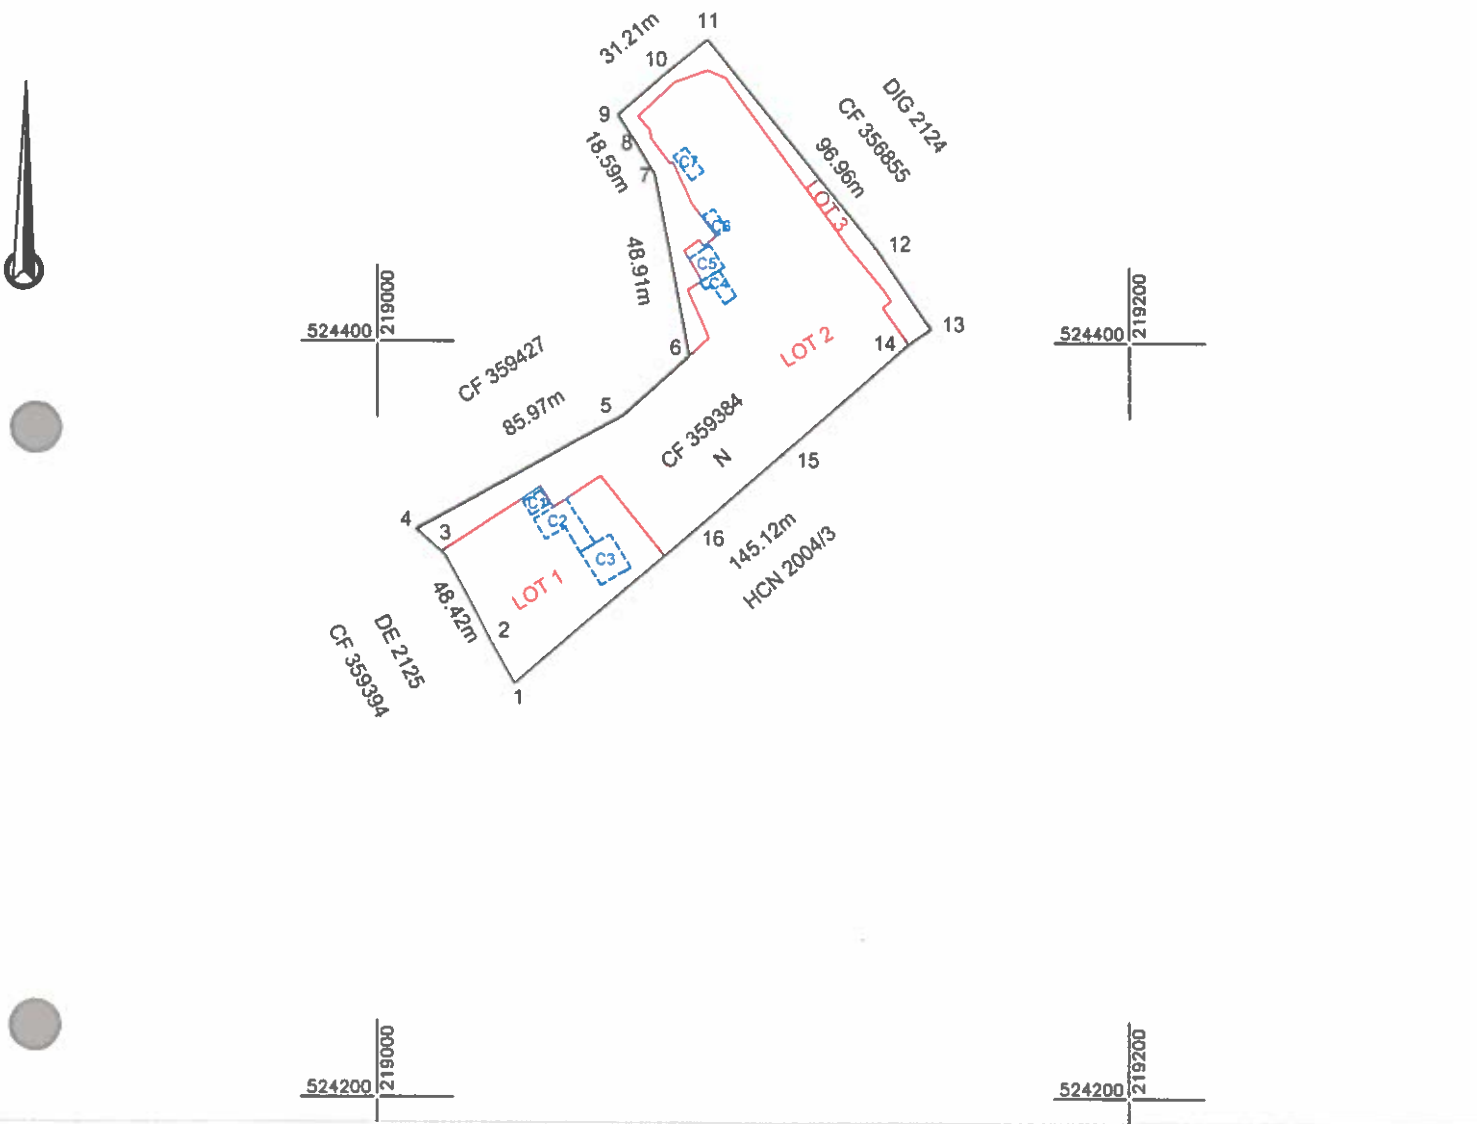 11
31.21m
10
9
8
18.59m
7
DIG 2124
CF 356855
96.96m
LOT 3
C7
C6
C5
C4
12
48.91m
219000
524400
219200
524400
13
14
6
LOT 2
CF 359427
85.97m
5
CF 359384
N
15
4
3
C1
C2
C3
16
145.12m
HCN 2004/3
LOT 1
48.42m
2
DE 2125
CF 359394
1
219000
524200
219200
524200